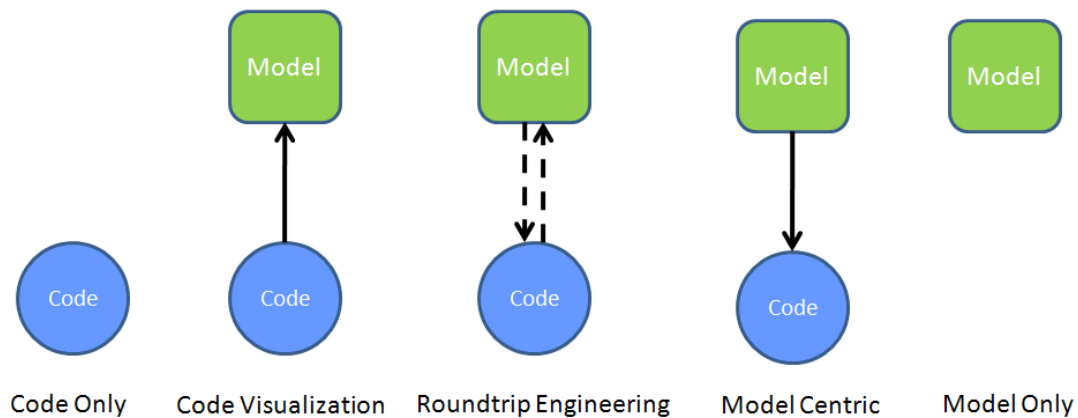 Model
Model
Model
Model
Code
Code
Code
Code
Code Only
Code Visualization
Roundtrip Engineering
Model Centric
Model Only